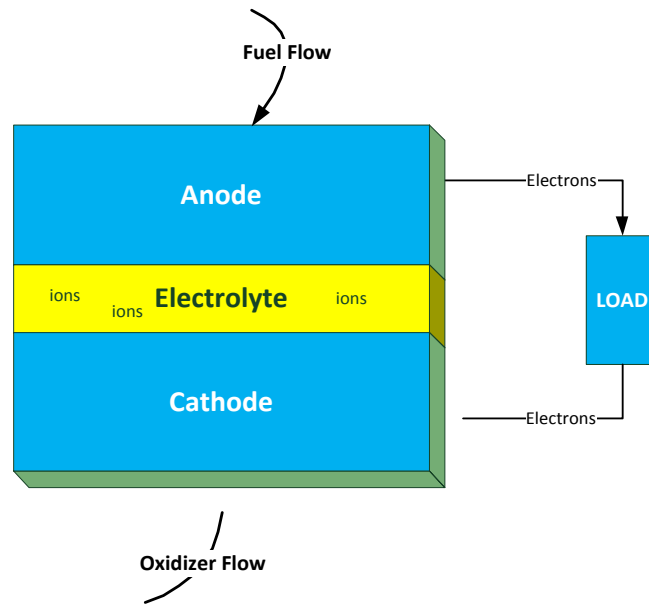 Fuel Flow
Anode
Electrons
ions
ions
Electrolyte
ions
LOAD
Cathode
Electrons
Oxidizer Flow